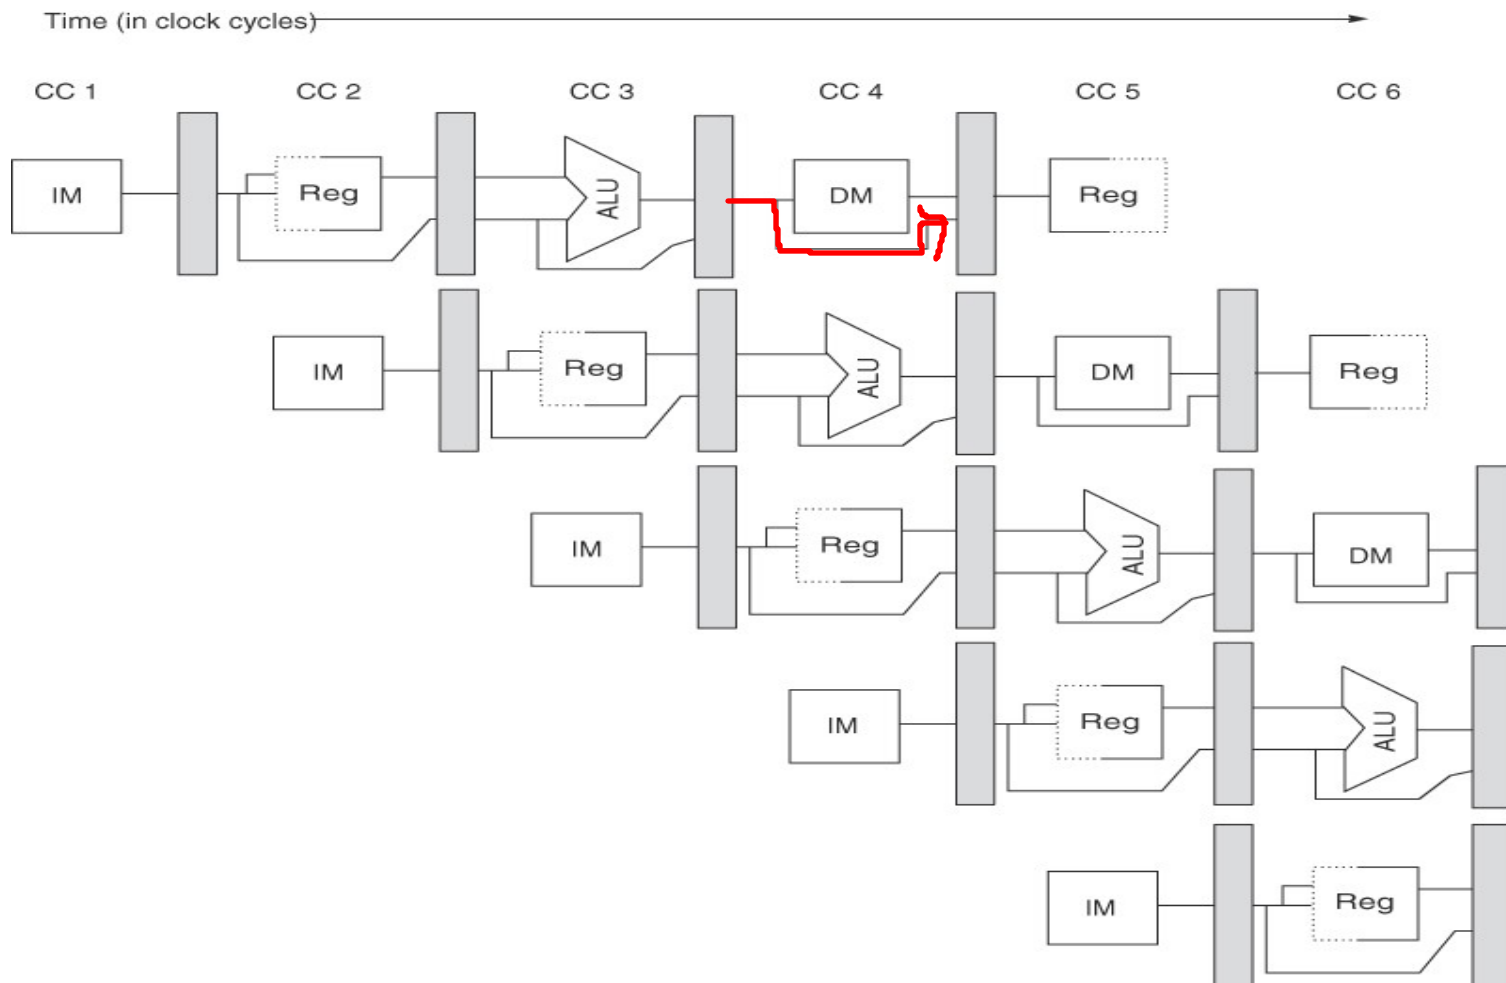 Time (in clock cycles)
CC 1 CC 2 CC 3 CC 4 CC 5 CC 6
IM Reg ALU DM Reg
IM Reg ALU DM Reg
IM Reg ALU DM
IM Reg ALU
IM Reg